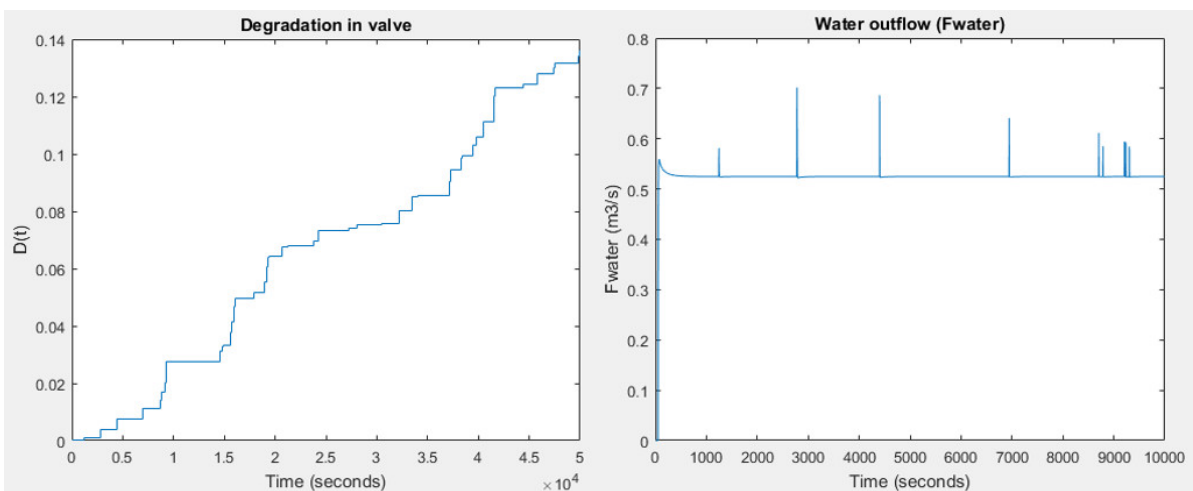 Degradation in valve
D(t)
0.14
0.12
0.1
0.08
0.06
0.04
0.02
0
0 0.5 1 1.5 2 2.5 3 3.5 4 4.5 5
Time (seconds)
× 10⁴
Water outflow (Fwater)
Fwater (m3/s)
0.8
0.7
0.6
0.5
0.4
0.3
0.2
0.1
0
0 1000 2000 3000 4000 5000 6000 7000 8000 9000 10000
Time (seconds)